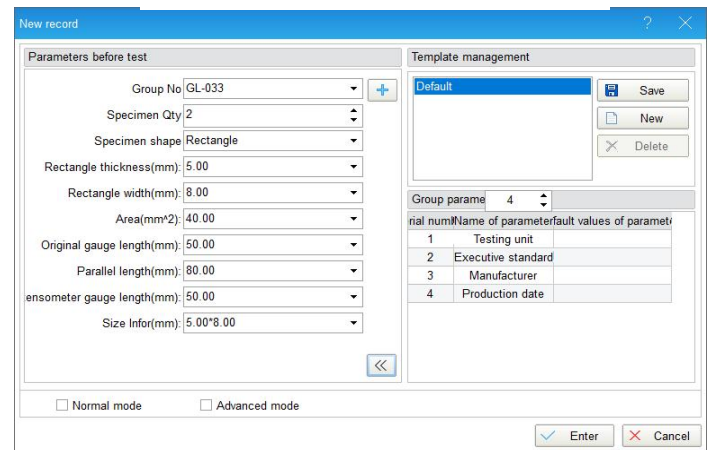 New record
Parameters before test
Group No GL-033
Specimen Qty 2
Specimen shape Rectangle
Rectangle thickness(mm): 5.00
Rectangle width(mm): 8.00
Area(mm^2): 40.00
Original gauge length(mm): 50.00
Parallel length(mm): 80.00
ensometer gauge length(mm): 50.00
Size Infor(mm): 5.00*8.00
Template management
Default
Save
New
Delete
Group parame 4
rial num Name of parameter fault values of paramet
1 Testing unit
2 Executive standard
3 Manufacturer
4 Production date
Normal mode Advanced mode
Enter Cancel